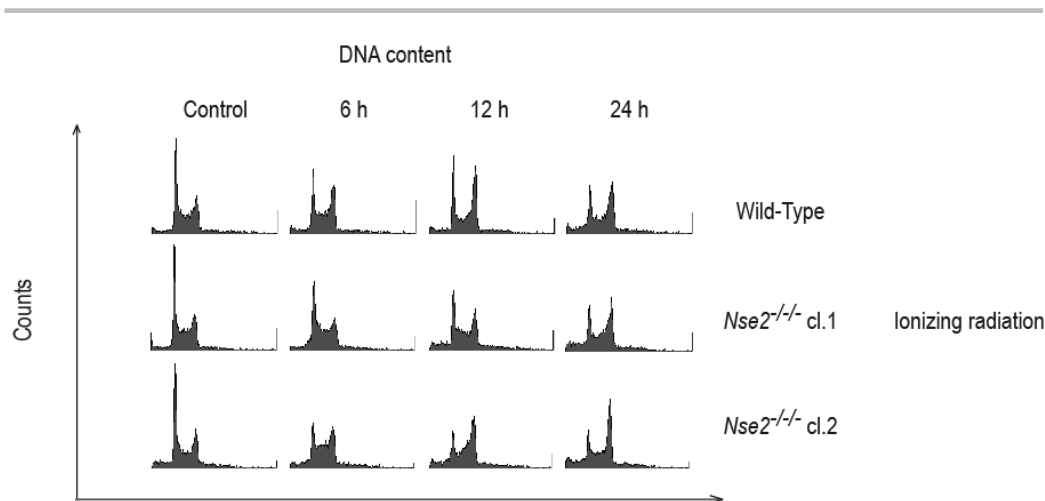 DNA content
Control 6 h 12 h 24 h
Wild-Type
Counts
Nse2-/-/- cl.1 Ionizing radiation
Nse2-/-/- cl.2